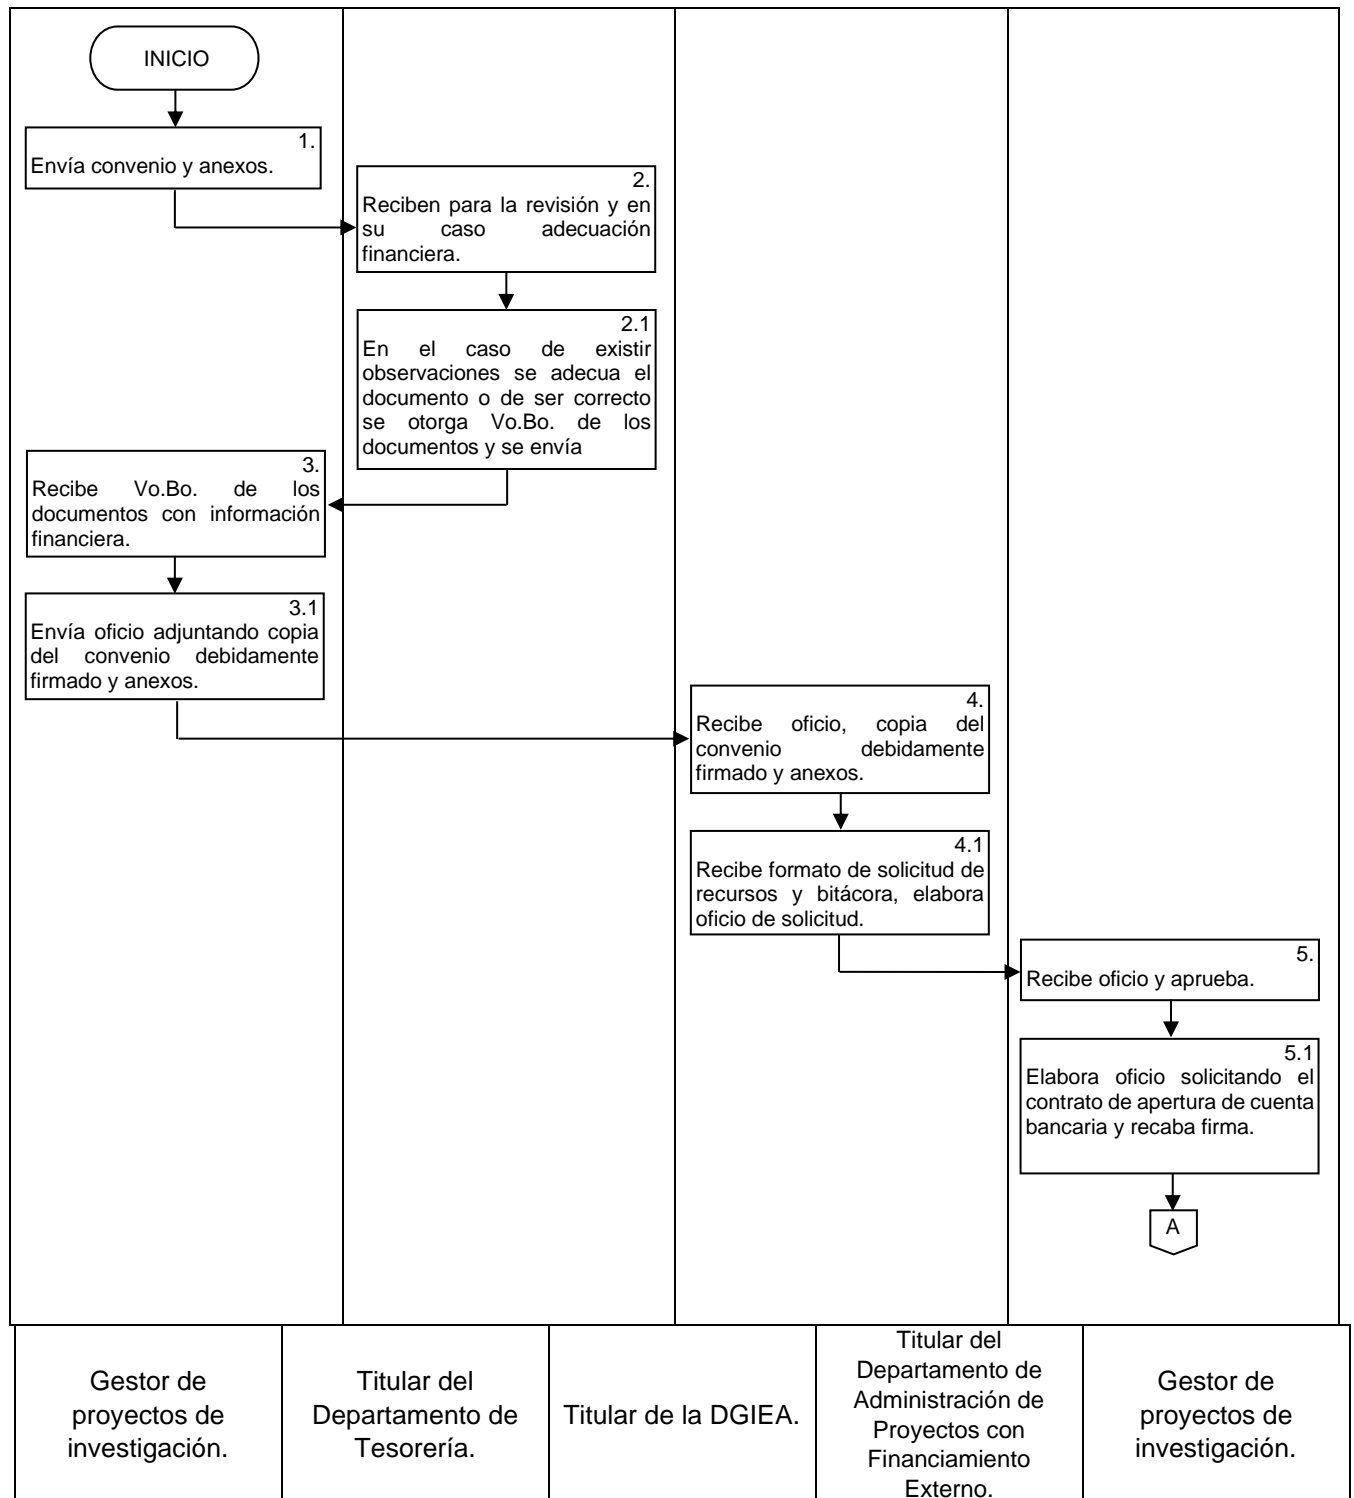 INICIO
1.
Envía convenio y anexos.
2.
Reciben para la revisión y en
su caso adecuación
financiera.
2.1
En el caso de existir
observaciones se adecua el
documento o de ser correcto
se otorga Vo.Bo. de los
documentos y se envía
3.
Recibe Vo.Bo. de los
documentos con información
financiera.
3.1
Envía oficio adjuntando copia
del convenio debidamente
firmado y anexos.
4.
Recibe oficio, copia del
convenio debidamente
firmado y anexos.
4.1
Recibe formato de solicitud de
recursos y bitácora, elabora
oficio de solicitud.
5.
Recibe oficio y aprueba.
5.1
Elabora oficio solicitando el
contrato de apertura de cuenta
bancaria y recaba firma.
A
Gestor de
proyectos de
investigación.
Titular del
Departamento de
Tesorería.
Titular de la DGIEA.
Titular del
Departamento de
Administración de
Proyectos con
Financiamiento
Externo.
Gestor de
proyectos de
investigación.